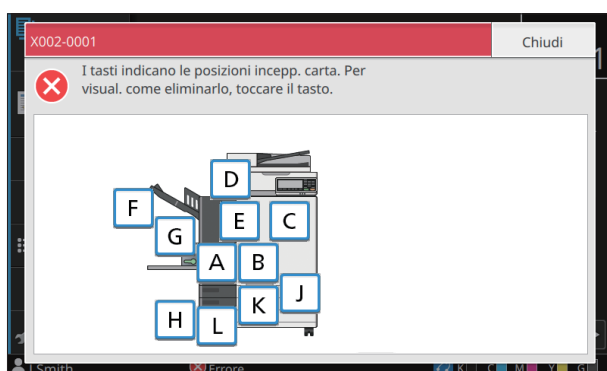 X002-0001
Chiudi
I tasti indicano le posizioni incepp. carta. Per
visual. come eliminarlo, toccare il tasto.
D
F
E
C
G
A
B
J
K
H
L
Smith
Errore
K
C
M
Y
G